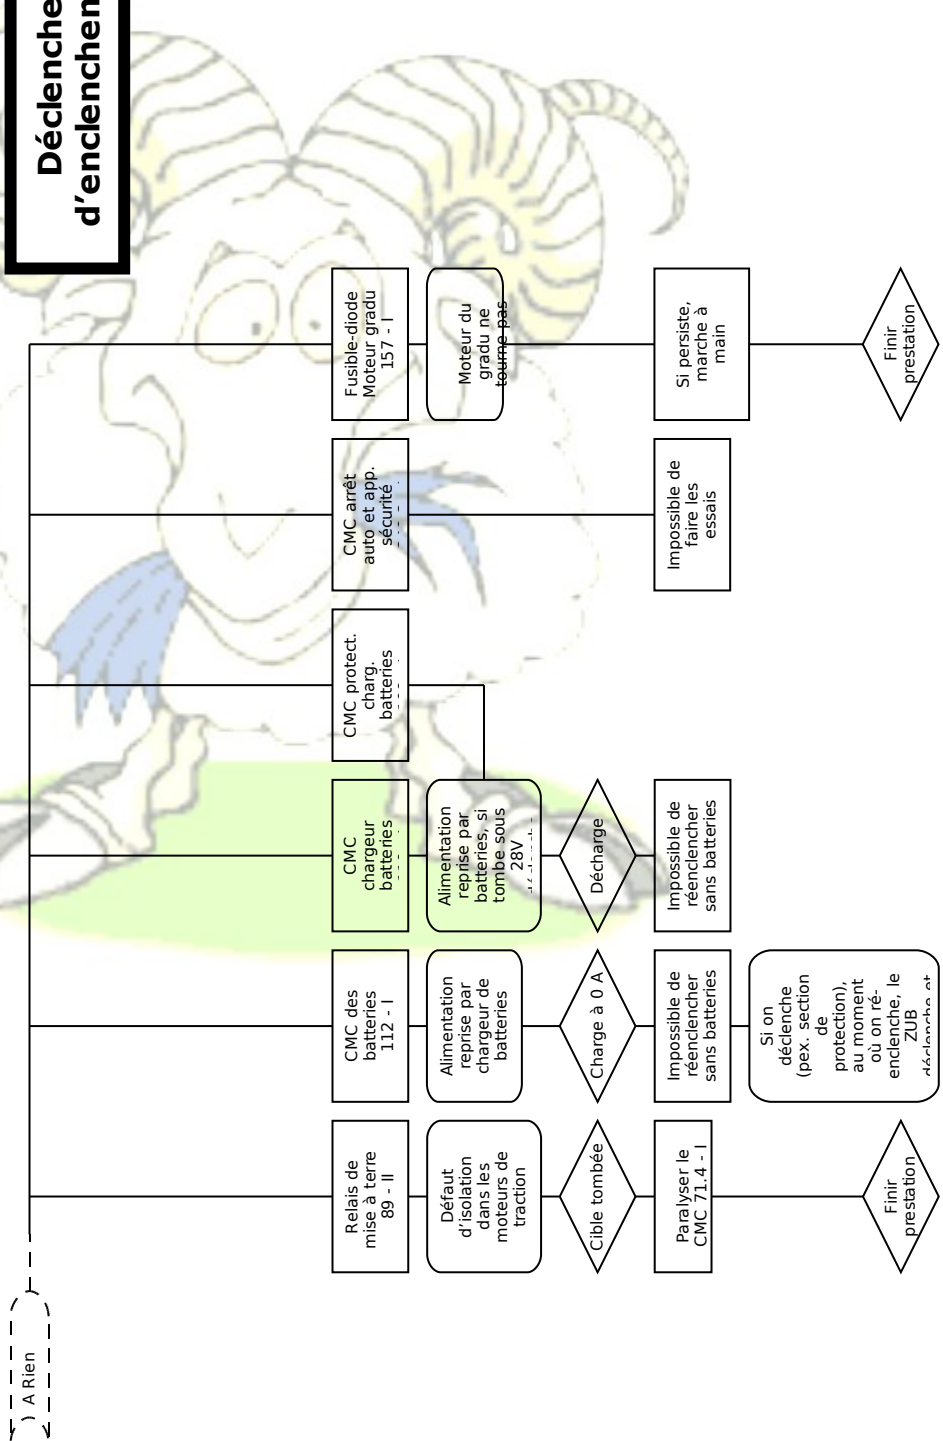 Déclenche
d’enclenchen
A Rien
Relais de
mise à terre
89 - II
Défaut
d’isolation
dans les
moteurs de
traction
Cible tombée
Paralyser le
CMC 71.4 - I
Finir
prestation
CMC des
batteries
112 - I
Alimentation
reprise par
chargeur de
batteries
Charge à 0 A
Impossible de
réenclencher
sans batteries
Si on
déclenche
(pex. section
de
protection),
au moment
où on ré-
enclenche, le
ZUB
déclenche et
CMC
chargeur
batteries
Alimentation
reprise par
batteries, si
tombe sous
28V
Décharge
Impossible de
réenclencher
sans batteries
CMC protect.
charg.
batteries
CMC arrêt
auto et app.
sécurité
Impossible de
faire les
essais
Fusible-diode
Moteur gradu
157 - I
Moteur du
gradu ne
tourne pas
Si persiste,
marche à
main
Finir
prestation